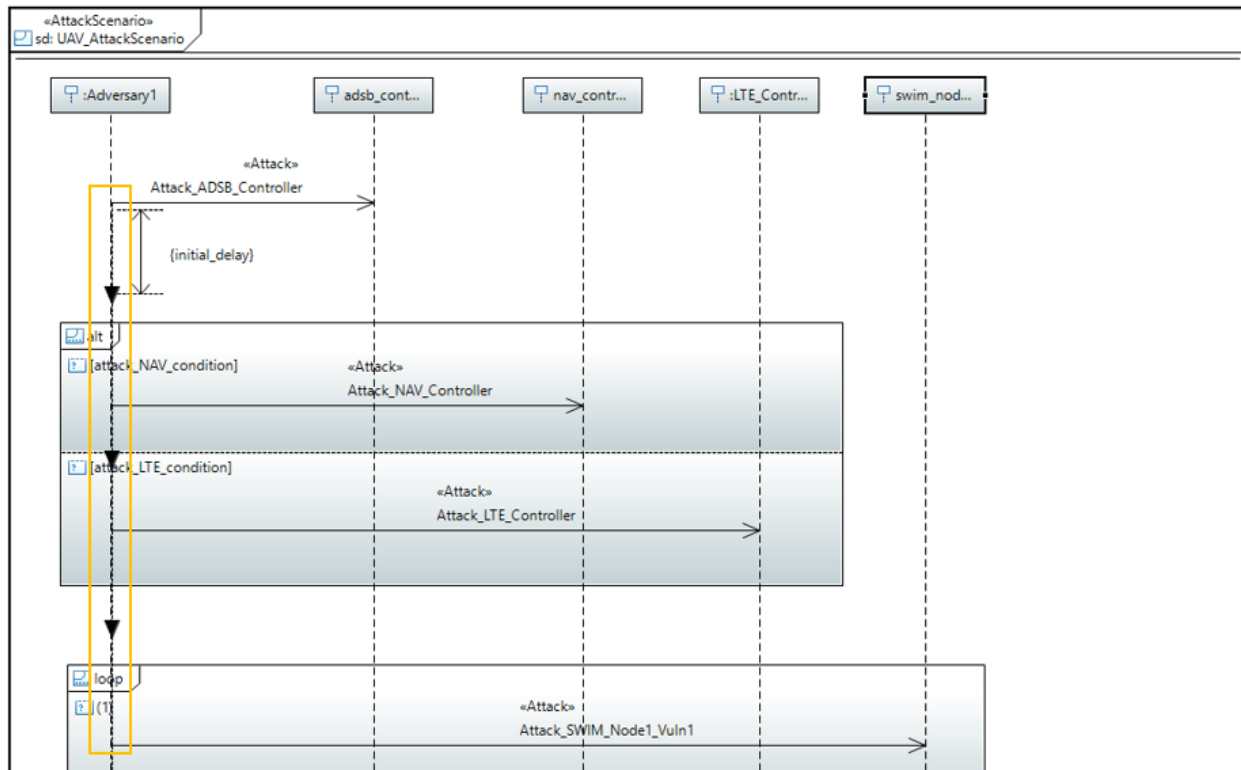 «AttackScenario»
sd: UAV_AttackScenario
:Adversary1
adsb_cont...
nav_contr...
:LTE_Contr...
swim_nod...
«Attack»
Attack_ADSB_Controller
{initial_delay}
alt
[attack_NAV_condition]
«Attack»
Attack_NAV_Controller
[attack_LTE_condition]
«Attack»
Attack_LTE_Controller
loop
(1)
«Attack»
Attack_SWIM_Node1_Vuln1